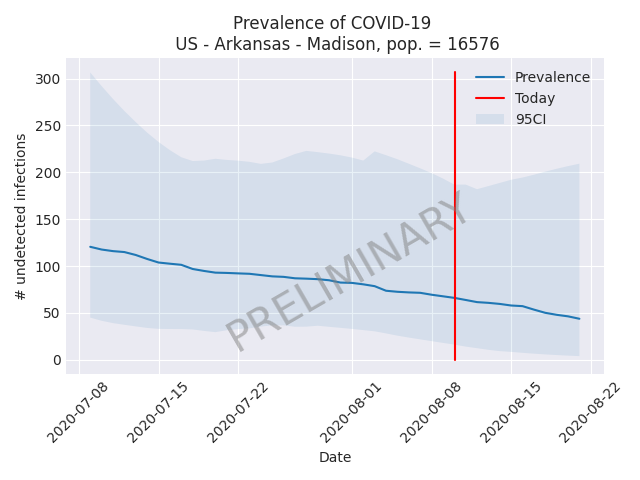 Prevalence of COVID-19
US - Arkansas - Madison, pop. = 16576
300
250
200
150
100
50
0
# undetected infections
Prevalence
Today
95CI
PRELIMINARY
2020-07-08
2020-07-15
2020-07-22
2020-08-01
2020-08-08
2020-08-15
2020-08-22
Date